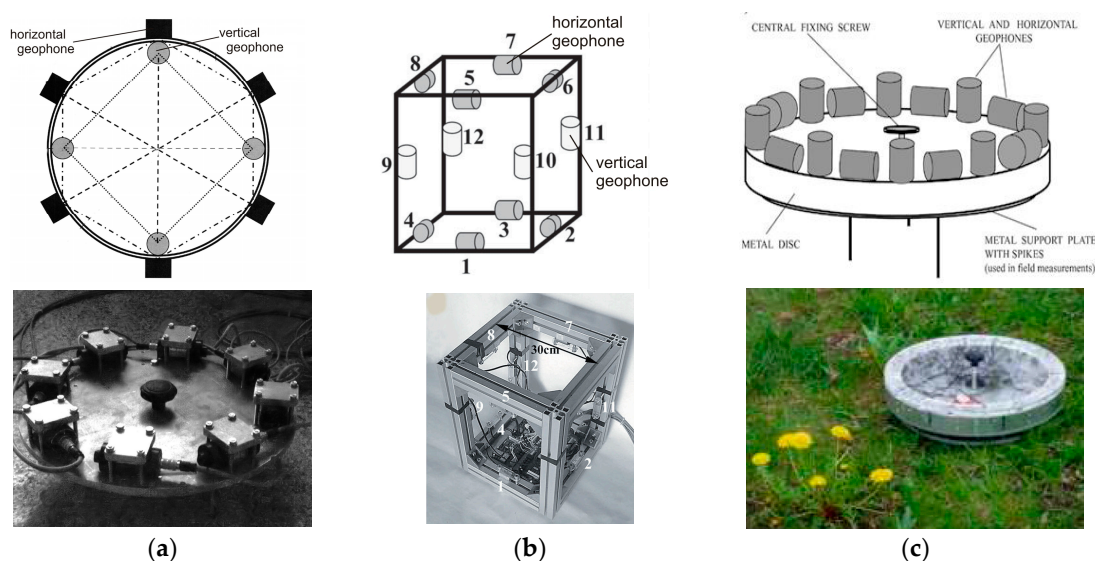 horizontal
geophone
vertical
geophone
7
horizontal
geophone
8
5
6
12
11
9
10
vertical
geophone
4
3
2
1
CENTRAL FIXING SCREW
VERTICAL AND HORIZONTAL
GEOPHONES
METAL DISC
METAL SUPPORT PLATE
WITH SPIKES
(used in field measurements)
7
8
30cm
12
5
9
11
4
2
1
(a)
(b)
(c)